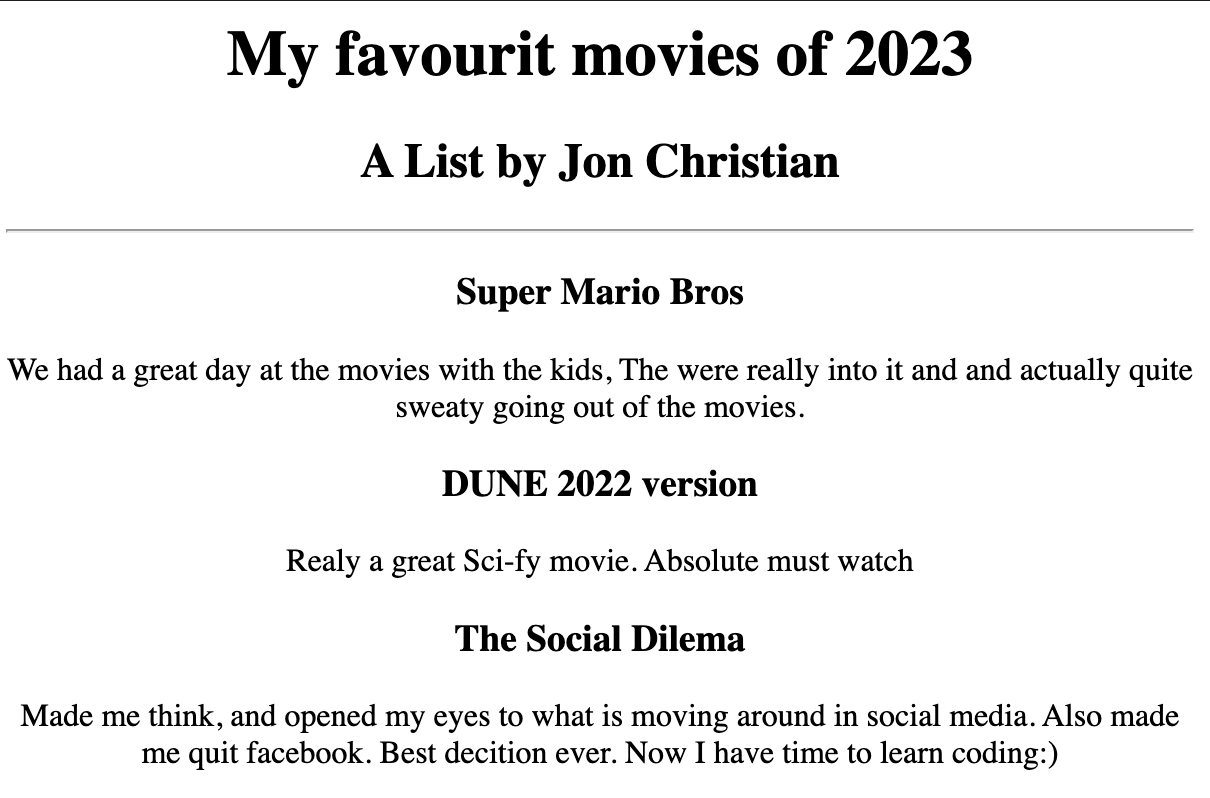 My favourit movies of 2023
A List by Jon Christian
Super Mario Bros
We had a great day at the movies with the kids, The were really into it and and actually quite
sweaty going out of the movies.
DUNE 2022 version
Realy a great Sci-fy movie. Absolute must watch
The Social Dilema
Made me think, and opened my eyes to what is moving around in social media. Also made
me quit facebook. Best decition ever. Now I have time to learn coding:)